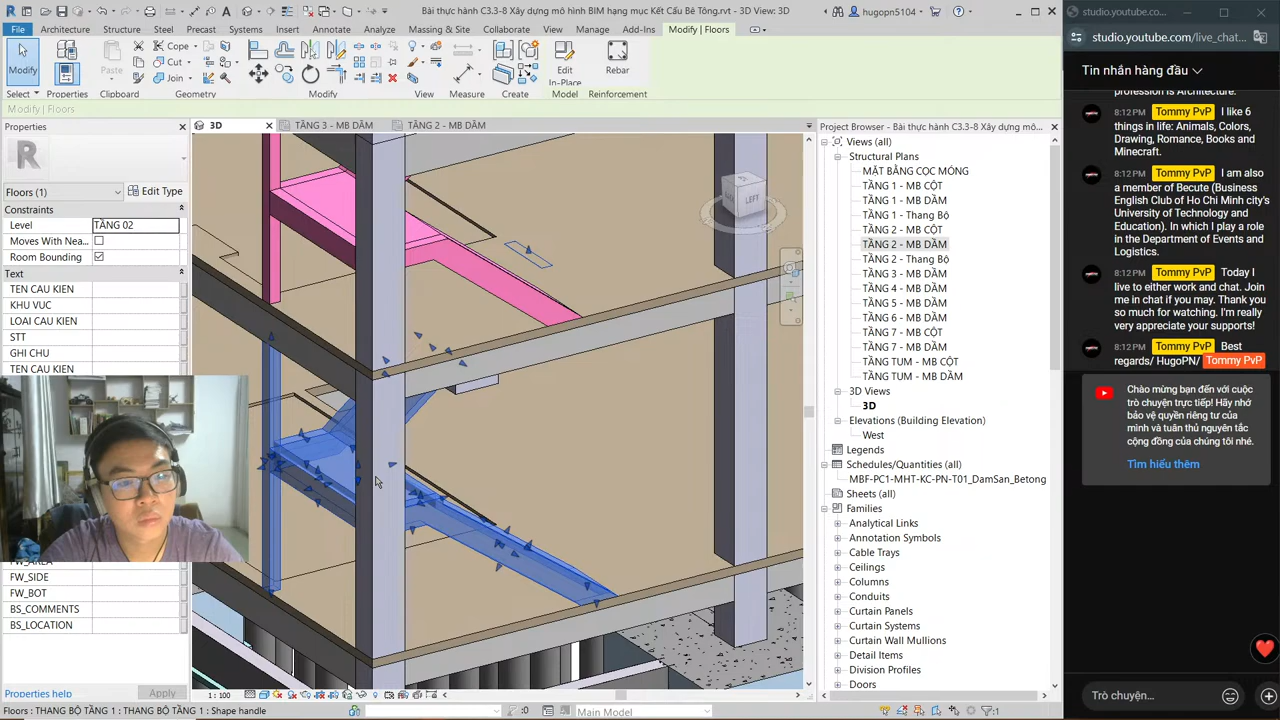 Bài thực hành C3.3-8 Xây dựng mô hình BIM hạng mục Kết Cấu Bê Tông.rvt - 3D View: 3D
hugopn5104
File
Architecture
Structure
Steel
Precast
Systems
Insert
Annotate
Analyze
Massing & Site
Collaborate
View
Manage
Add-Ins
Modify | Floors
Modify
Paste
Cope
Cut
Join
Edit
In-Place
Rebar
Select
Properties
Clipboard
Geometry
Modify
View
Measure
Create
Model
Reinforcement
Modify | Floors
Properties
Floors (1)
Edit Type
Constraints
Level
TẦNG 02
Moves With Nea...
Room Bounding
Text
TEN CAU KIEN
KHU VUC
LOAI CAU KIEN
STT
GHI CHU
TEN CAU KIEN
FW_AREA
FW_SIDE
FW_BOT
BS_COMMENTS
BS_LOCATION
Properties help
Apply
3D
TẦNG 3 - MB DẦM
TẦNG 2 - MB DẦM
LEFT
1 : 100
Floors : THANG BỘ TẦNG 1 : THANG BỘ TẦNG 1 : Shape handle
:0
Main Model
:1
Project Browser - Bài thực hành C3.3-8 Xây dựng mô...
Views (all)
Structural Plans
MẶT BẰNG CỌC MÓNG
TẦNG 1 - MB CỘT
TẦNG 1 - MB DẦM
TẦNG 1 - Thang Bộ
TẦNG 2 - MB CỘT
TẦNG 2 - MB DẦM
TẦNG 2 - Thang Bộ
TẦNG 3 - MB DẦM
TẦNG 4 - MB DẦM
TẦNG 5 - MB DẦM
TẦNG 6 - MB DẦM
TẦNG 7 - MB CỘT
TẦNG 7 - MB DẦM
TẦNG TUM - MB CỘT
TẦNG TUM - MB DẦM
3D Views
3D
Elevations (Building Elevation)
West
Legends
Schedules/Quantities (all)
MBF-PC1-MHT-KC-PN-T01_DamSan_Betong
Sheets (all)
Families
Analytical Links
Annotation Symbols
Cable Trays
Ceilings
Columns
Conduits
Curtain Panels
Curtain Systems
Curtain Wall Mullions
Detail Items
Division Profiles
Doors
studio.youtube.co...
studio.youtube.com/live_chat...
Tin nhắn hàng đầu
profession is Architecture.
8:12 PM Tommy PvP I like 6
things in life: Animals, Colors,
Drawing, Romance, Books and
Minecraft.
8:12 PM Tommy PvP I am also
a member of Becute (Business
English Club of Ho Chi Minh city's
University of Technology and
Education). In which I play a role
in the Department of Events and
Logistics.
8:12 PM Tommy PvP Today I
live to either work and chat. Join
me in chat if you may. Thank you
so much for watching. I'm really
very appreciate your supports!
8:12 PM Tommy PvP Best
regards/ HugoPN/ Tommy PvP
Chào mừng bạn đến với cuộc
trò chuyện trực tiếp! Hãy nhớ
bảo vệ quyền riêng tư của
mình và tuân thủ nguyên tắc
cộng đồng của chúng tôi nhé.
Tìm hiểu thêm
Trò chuyện...